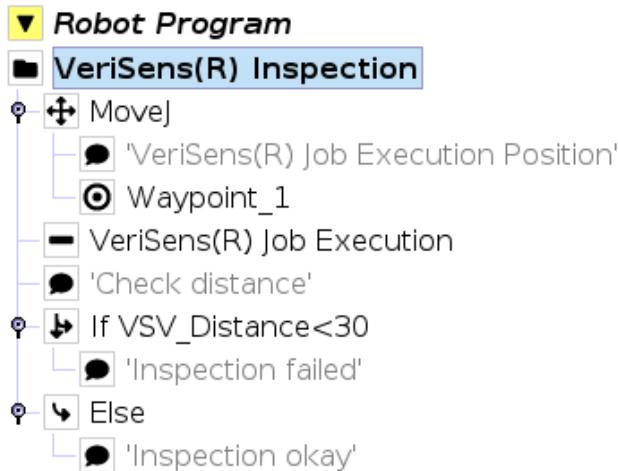 Robot Program
VeriSens(R) Inspection
MoveJ
'VeriSens(R) Job Execution Position'
Waypoint_1
VeriSens(R) Job Execution
'Check distance'
If VSV_Distance<30
'Inspection failed'
Else
'Inspection okay'